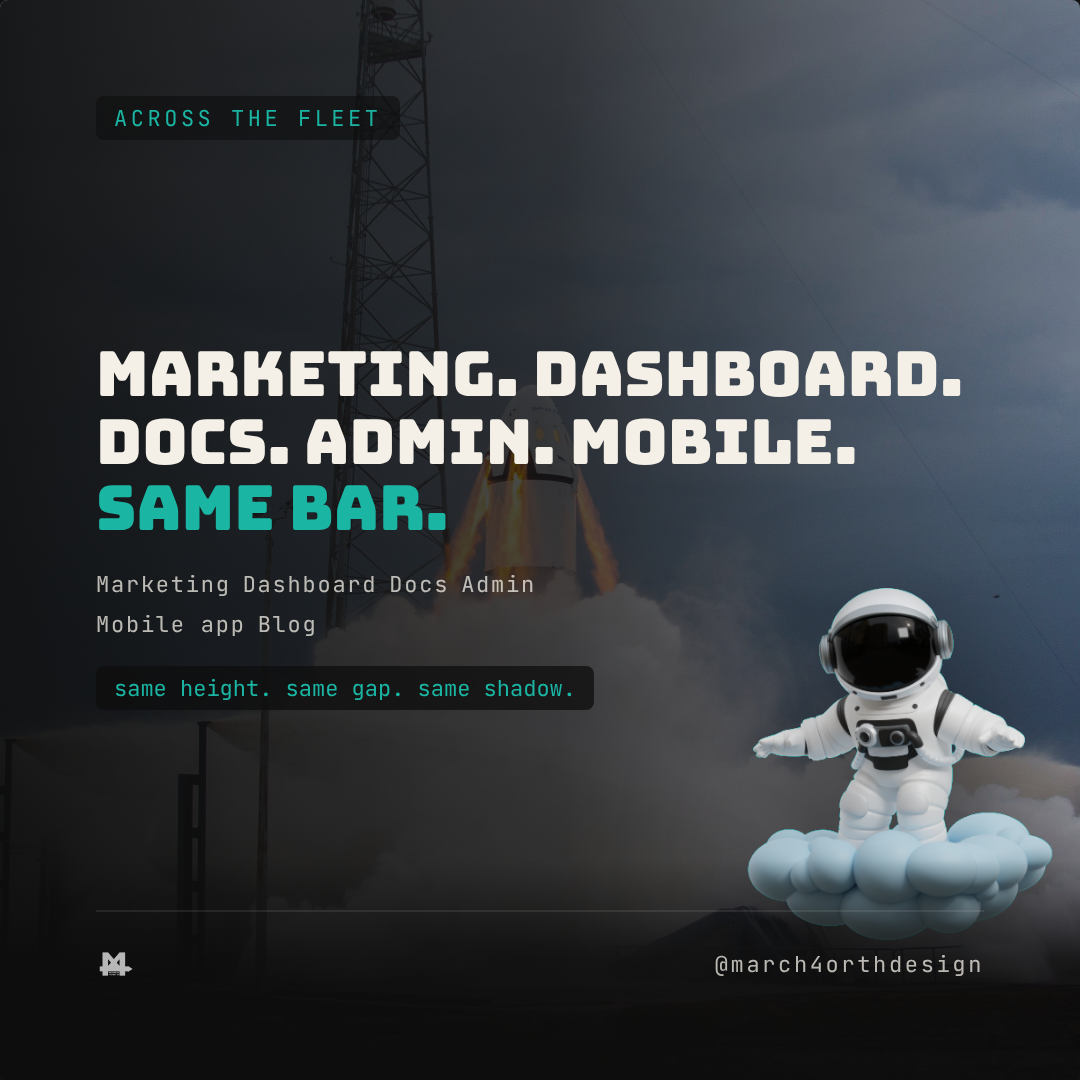 ACROSS THE FLEET
MARKETING. DASHBOARD.
DOCS. ADMIN. MOBILE.
SAME BAR.
Marketing Dashboard Docs Admin
Mobile app Blog
same height. same gap. same shadow.
@march4orthdesign